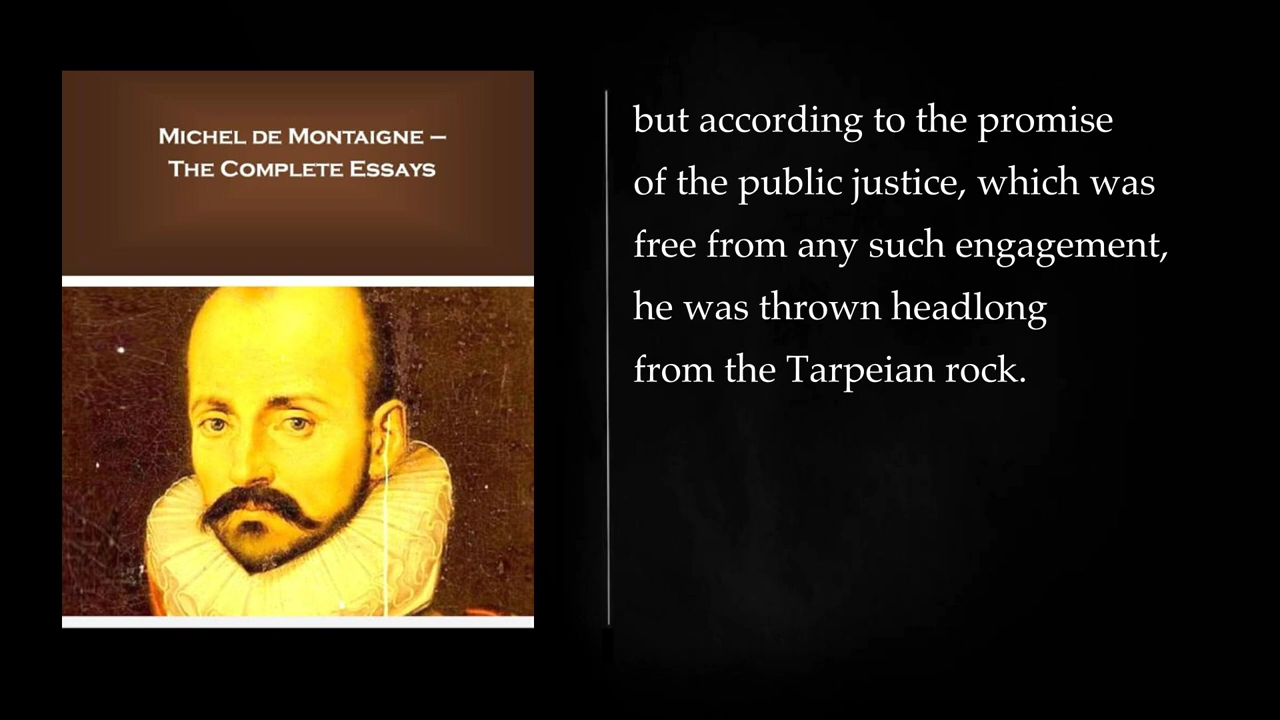 MICHEL DE MONTAIGNE –
THE COMPLETE ESSAYS
but according to the promise
of the public justice, which was
free from any such engagement,
he was thrown headlong
from the Tarpeian rock.